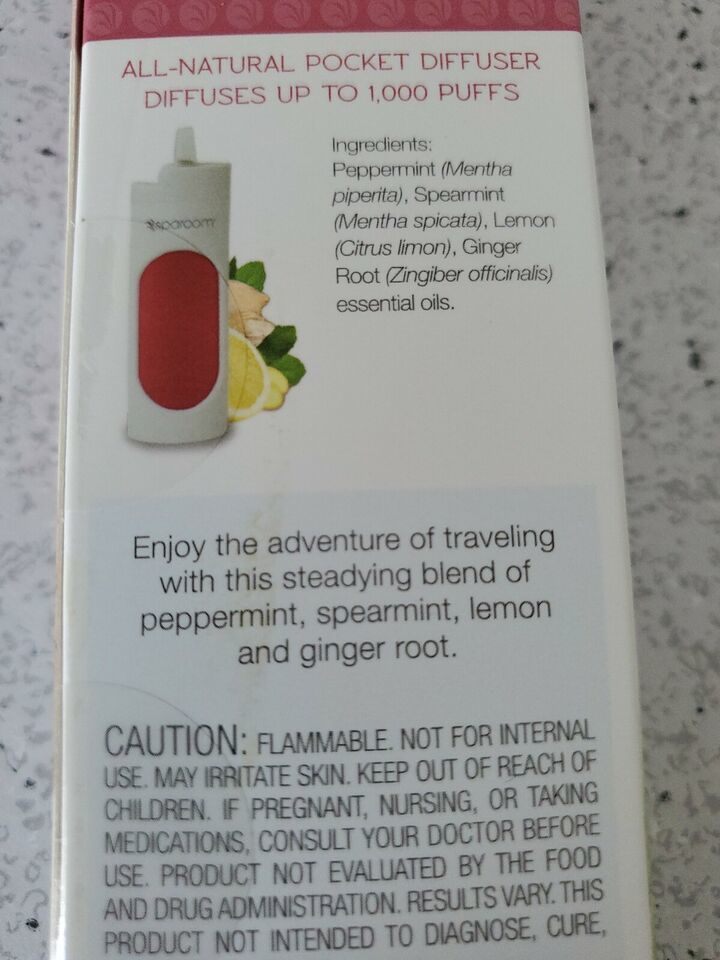 ALL-NATURAL POCKET DIFFUSER
DIFFUSES UP TO 1,000 PUFFS
Ingredients:
Peppermint (Mentha
piperita), Spearmint
(Mentha spicata), Lemon
(Citrus limon), Ginger
Root (Zingiber officinalis)
essential oils.
sparoom
Enjoy the adventure of traveling
with this steadying blend of
peppermint, spearmint, lemon
and ginger root.
CAUTION: FLAMMABLE. NOT FOR INTERNAL
USE. MAY IRRITATE SKIN. KEEP OUT OF REACH OF
CHILDREN. IF PREGNANT, NURSING, OR TAKING
MEDICATIONS, CONSULT YOUR DOCTOR BEFORE
USE. PRODUCT NOT EVALUATED BY THE FOOD
AND DRUG ADMINISTRATION. RESULTS VARY. THIS
PRODUCT NOT INTENDED TO DIAGNOSE, CURE,